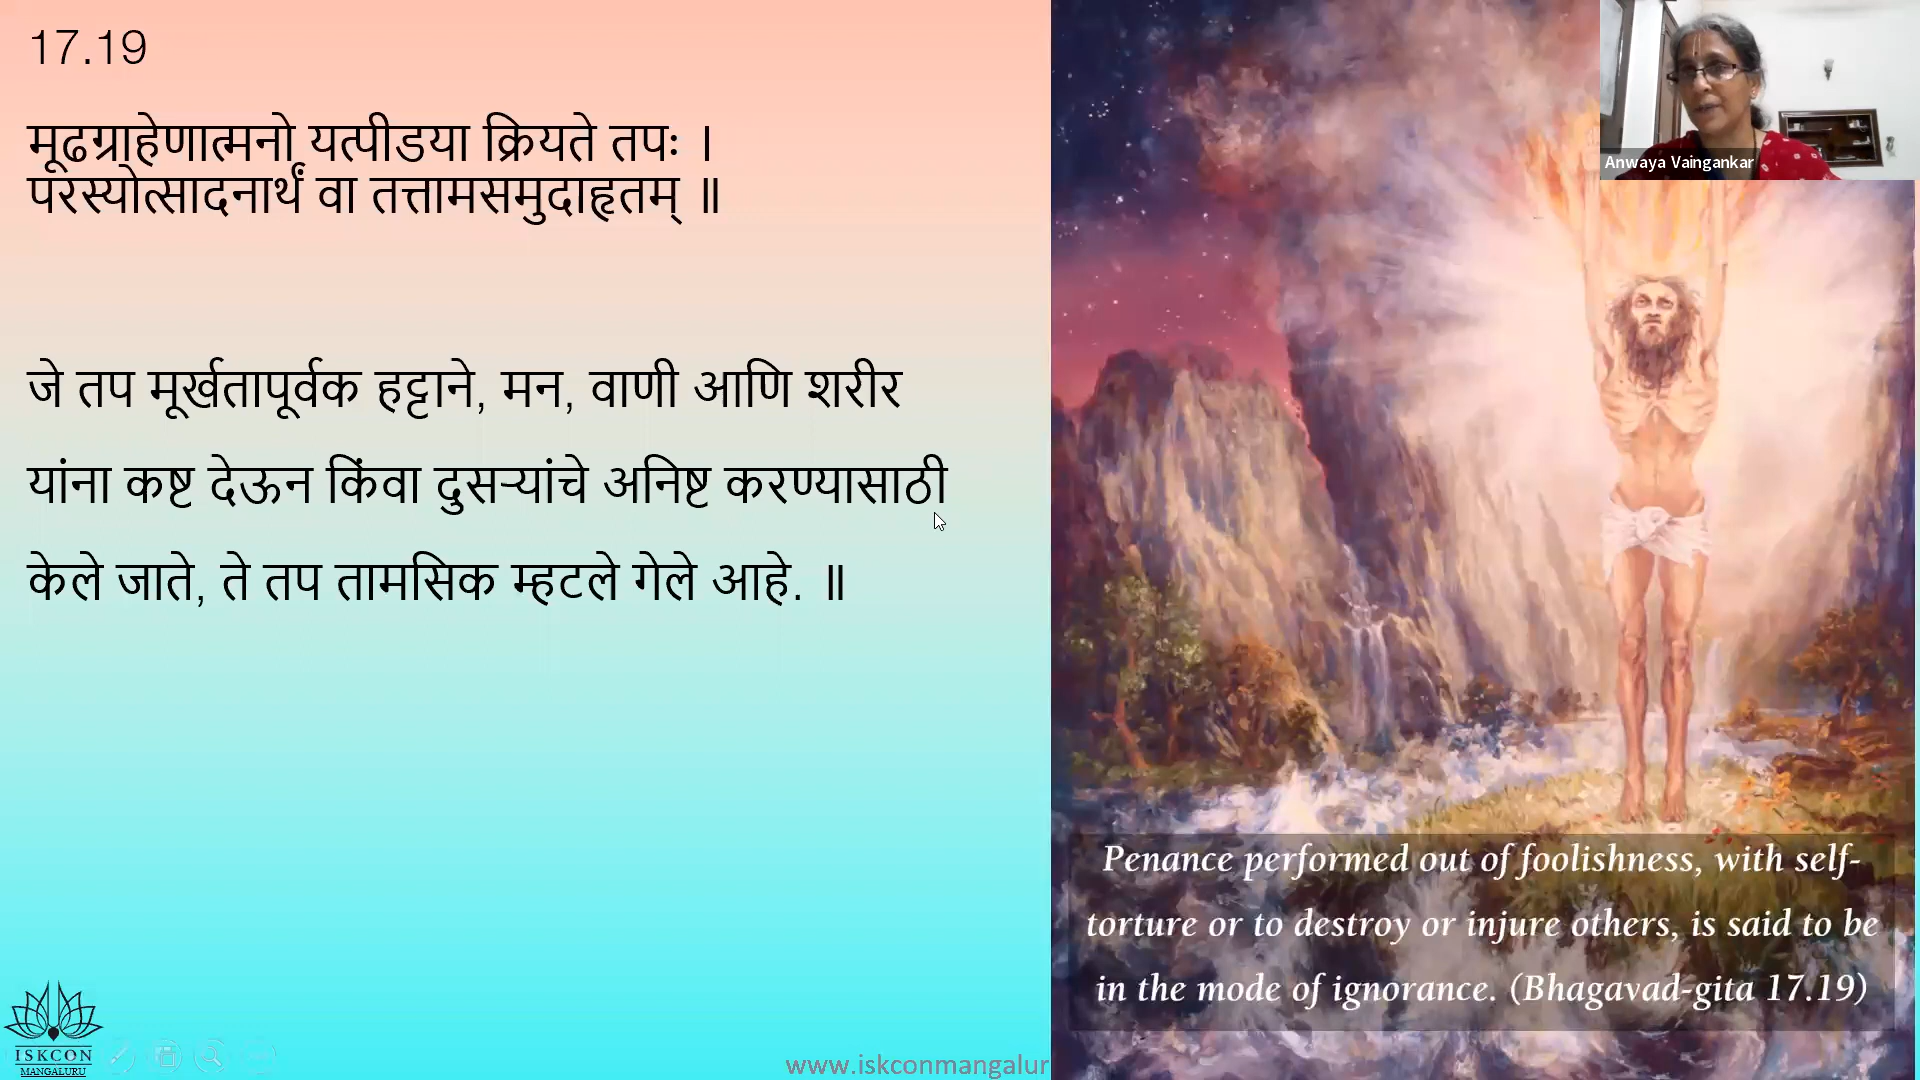 17.19
मूढग्राहेणात्मनो यत्पीडया क्रियते तपः ।
परस्योत्सादनार्थं वा तत्तामसमुदाहृतम् ॥
जे तप मूर्खतापूर्वक हट्टाने, मन, वाणी आणि शरीर
यांना कष्ट देऊन किंवा दुसऱ्यांचे अनिष्ट करण्यासाठी
केले जाते, ते तप तामसिक म्हटले गेले आहे. ॥
Anwaya Vaingankar
Penance performed out of foolishness, with self-
torture or to destroy or injure others, is said to be
in the mode of ignorance. (Bhagavad-gita 17.19)
ISKCON
MANGALURU
www.iskconmangalur